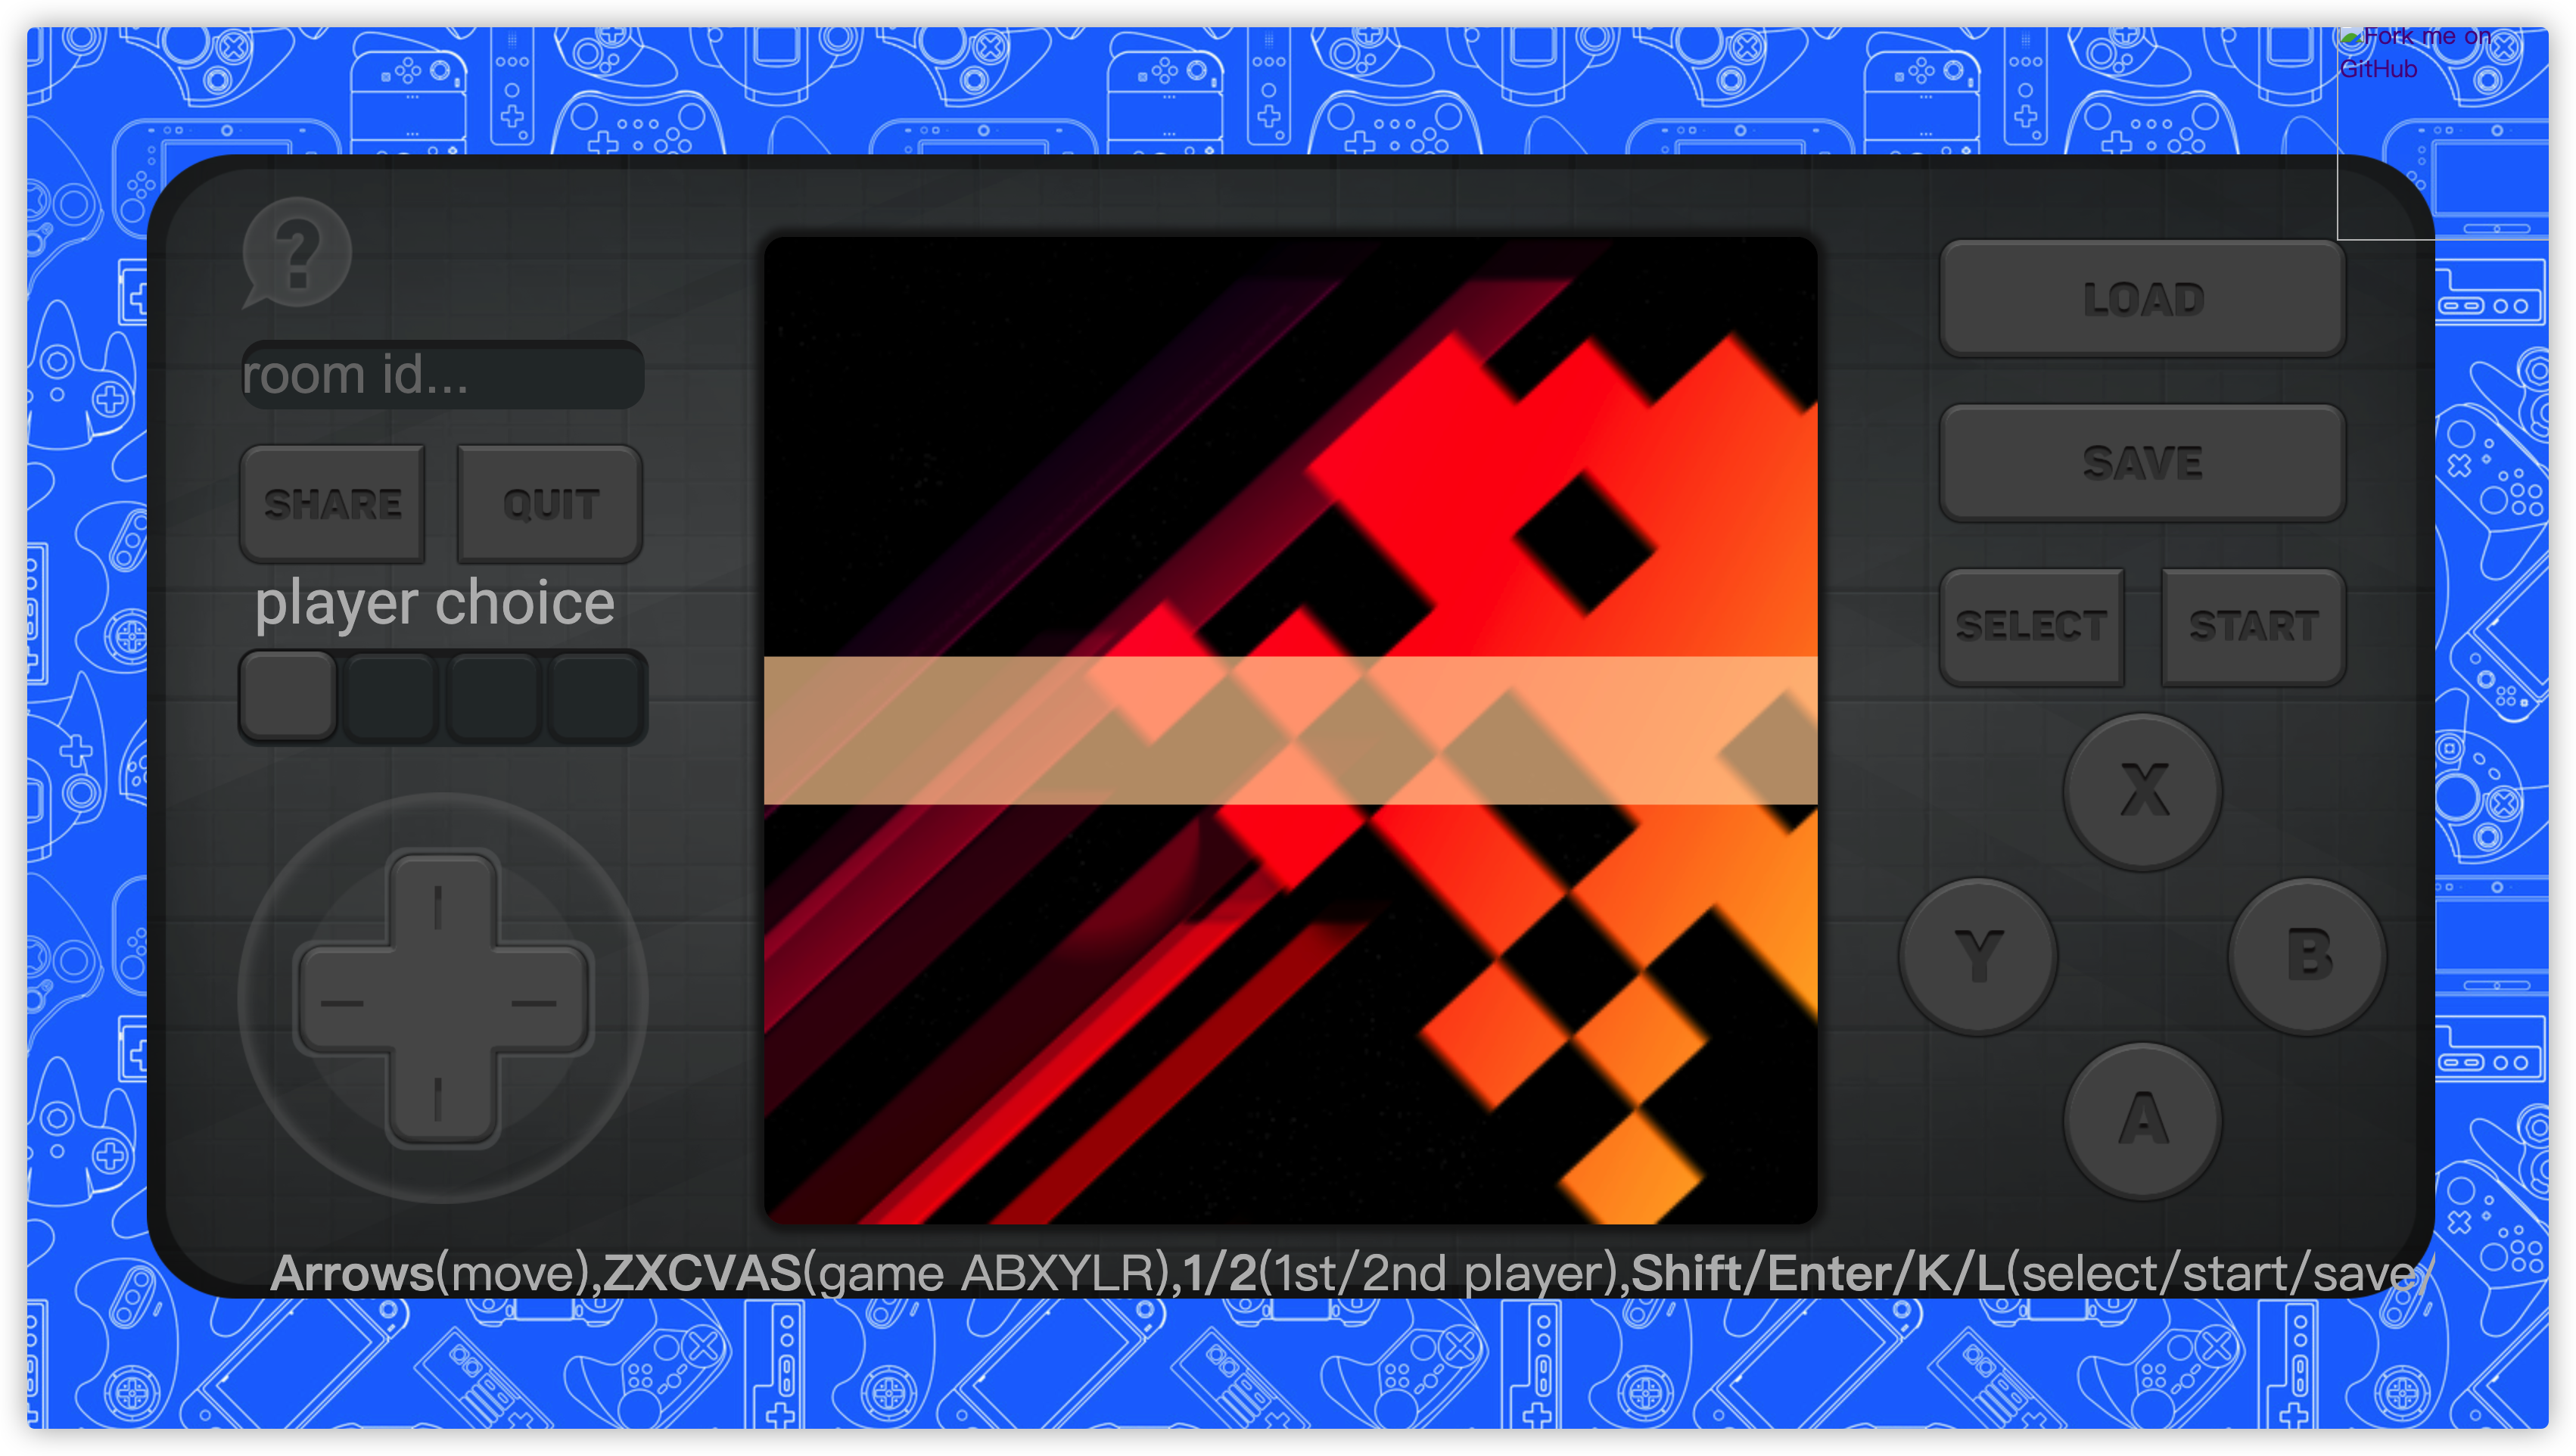 Fork me on
GitHub
?
LOAD
room id...
SAVE
SHARE
QUIT
player choice
SELECT
START
X
Y
B
A
Arrows(move),ZXCVAS(game ABXYLR),1/2(1st/2nd player),Shift/Enter/K/L(select/start/save/